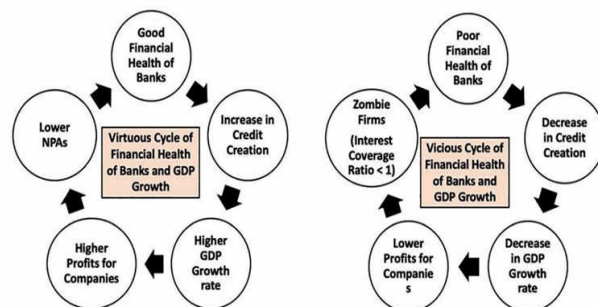 Good
Financial
Health of
Banks
Increase in
Credit
Creation
Higher
GDP
Growth
rate
Higher Profits for
Companies
Lower
NPAs
Virtuous Cycle of
Financial Health
of Banks and GDP
Growth
Poor
Financial
Health of
Banks
Decrease
in Credit
Creation
Decrease
in GDP
Growth
rate
Lower
Profits for
Companie
s
Zombie
Firms
(Interest
Coverage
Ratio < 1)
Vicious Cycle of
Financial Health
of Banks and
GDP Growth